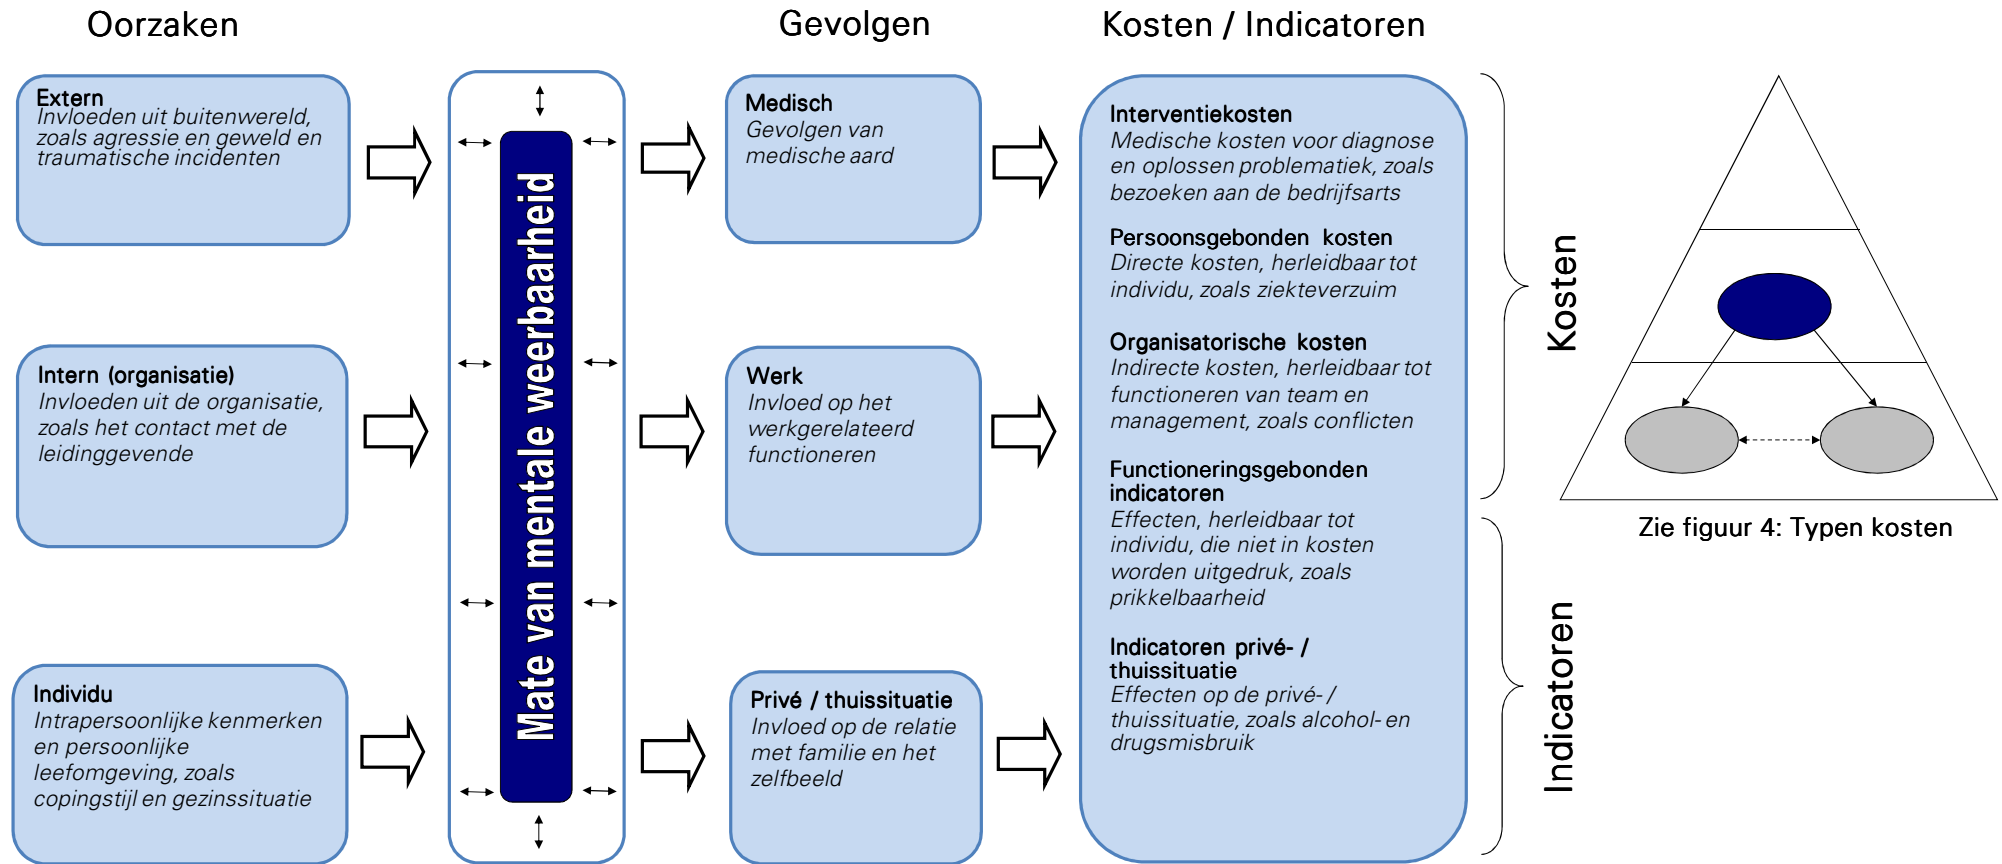 Oorzaken
Gevolgen
Kosten / Indicatoren
Extern
Invloeden uit buitenwereld,
zoals agressie en geweld en
traumatische incidenten
Intern (organisatie)
Invloeden uit de organisatie,
zoals het contact met de
leidinggevende
Individu
Intrapersoonlijke kenmerken
en persoonlijke
leefomgeving, zoals
copingstijl en gezinssituatie
Mate van mentale weerbaarheid
Medisch
Gevolgen van
medische aard
Werk
Invloed op het
werkgerelateerd
functioneren
Privé / thuissituatie
Invloed op de relatie
met familie en het
zelfbeeld
Interventiekosten
Medische kosten voor diagnose
en oplossen problematiek, zoals
bezoeken aan de bedrijfsarts
Persoonsgebonden kosten
Directe kosten, herleidbaar tot
individu, zoals ziekteverzuim
Organisatorische kosten
Indirecte kosten, herleidbaar tot
functioneren van team en
management, zoals conflicten
Functioneringsgebonden
indicatoren
Effecten, herleidbaar tot
individu, die niet in kosten
worden uitgedruk, zoals
prikkelbaarheid
Indicatoren privé- /
thuissituatie
Effecten op de privé- /
thuissituatie, zoals alcohol- en
drugsmisbruik
Kosten
Indicatoren
Zie figuur 4: Typen kosten